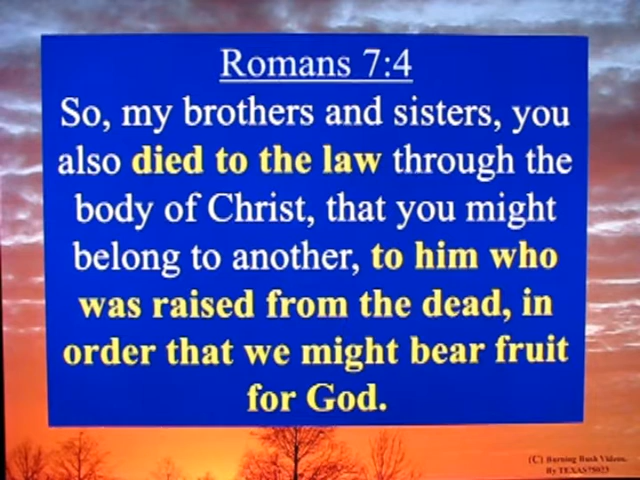 Romans 7:4
So, my brothers and sisters, you
also died to the law through the
body of Christ, that you might
belong to another, to him who
was raised from the dead, in
order that we might bear fruit
for God.
(C) Burning Bush Videos.
By TEXAS75023